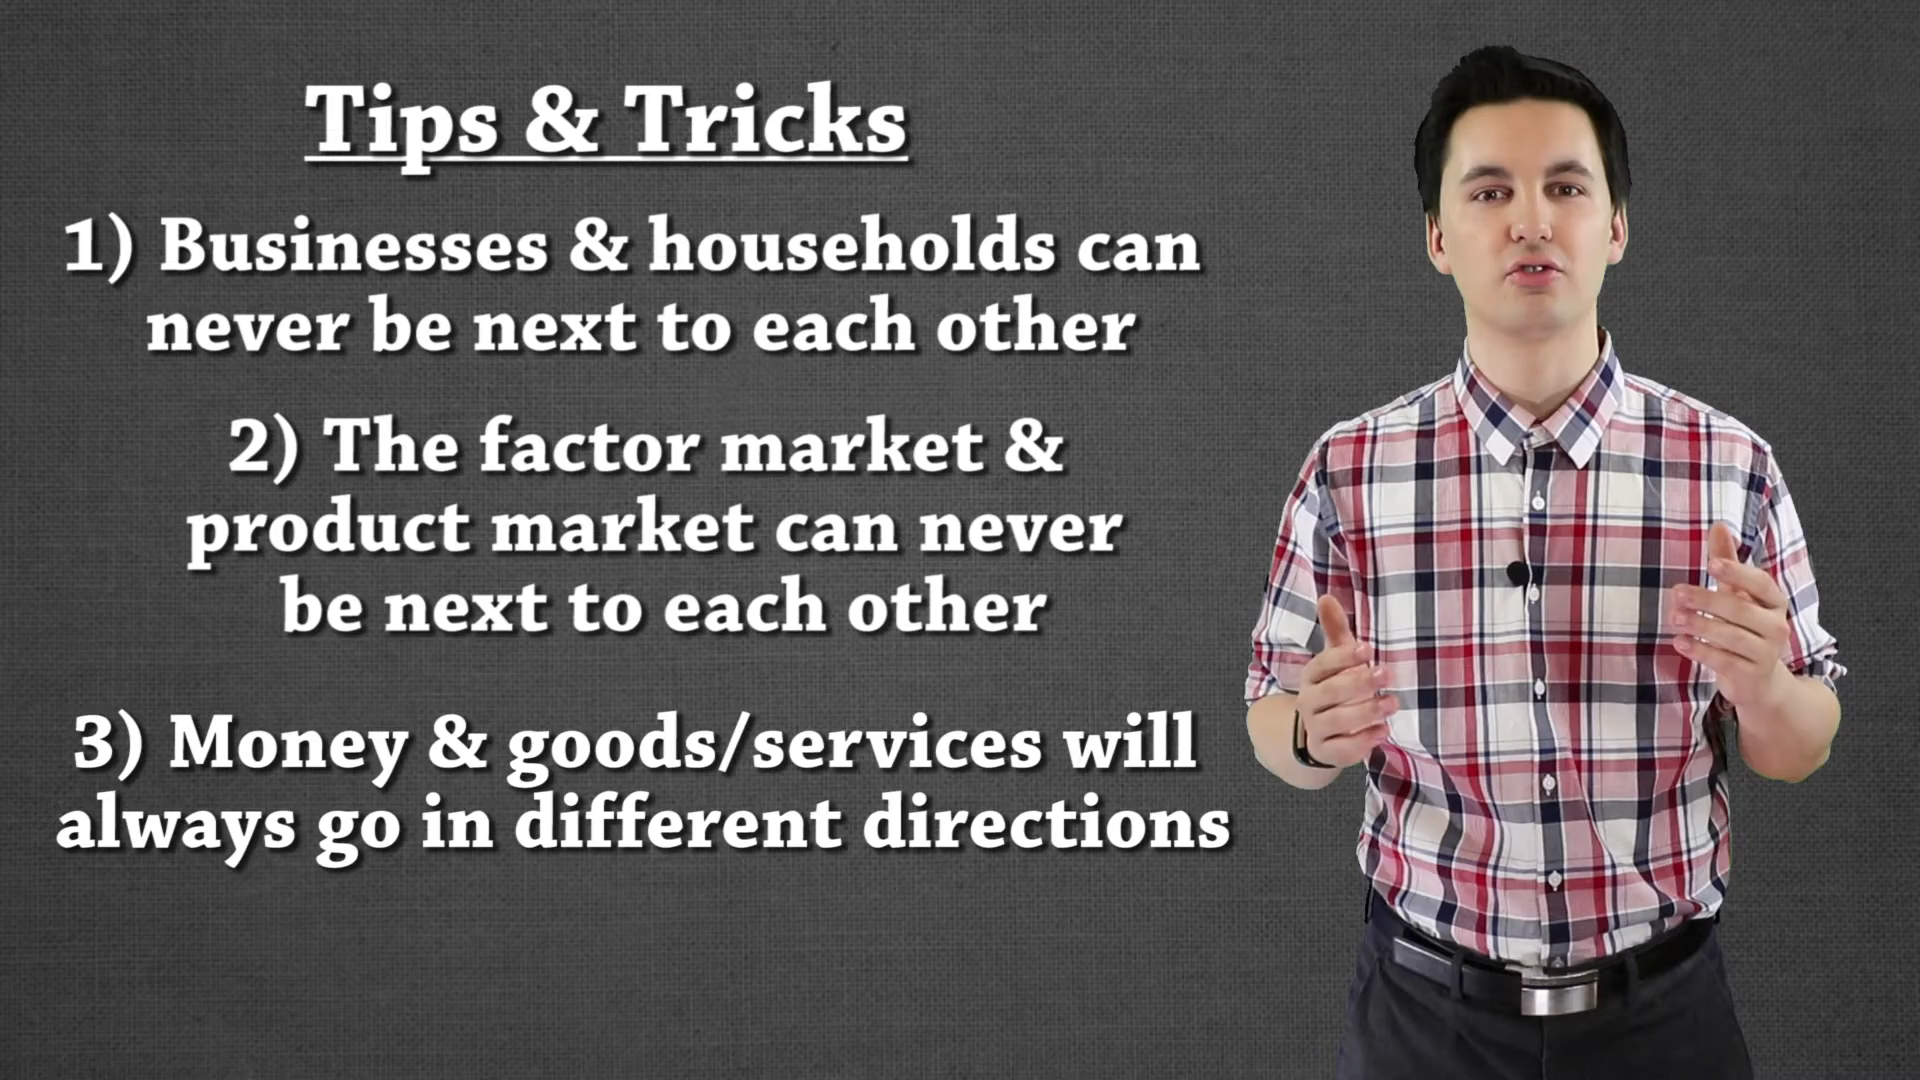 Tips & Tricks
1) Businesses & households can
never be next to each other
2) The factor market &
product market can never
be next to each other
3) Money & goods/services will
always go in different directions